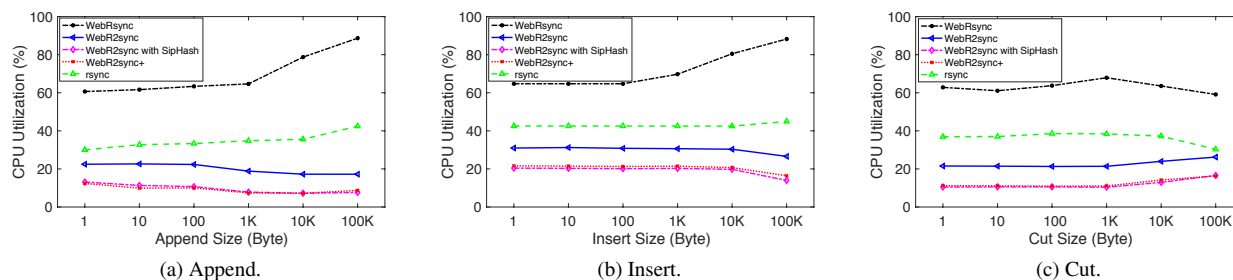 100
80
60
40
20
0
CPU Utilization (%)
WebRsync
WebR2sync
WebR2sync with SipHash
WebR2sync+
rsync
1 10 100 1K 10K 100K
Append Size (Byte)
(a) Append.
100
80
60
40
20
0
CPU Utilization (%)
WebRsync
WebR2sync
WebR2sync with SipHash
WebR2sync+
rsync
1 10 100 1K 10K 100K
Insert Size (Byte)
(b) Insert.
100
80
60
40
20
0
CPU Utilization (%)
WebRsync
WebR2sync
WebR2sync with SipHash
WebR2sync+
rsync
1 10 100 1K 10K 100K
Cut Size (Byte)
(c) Cut.